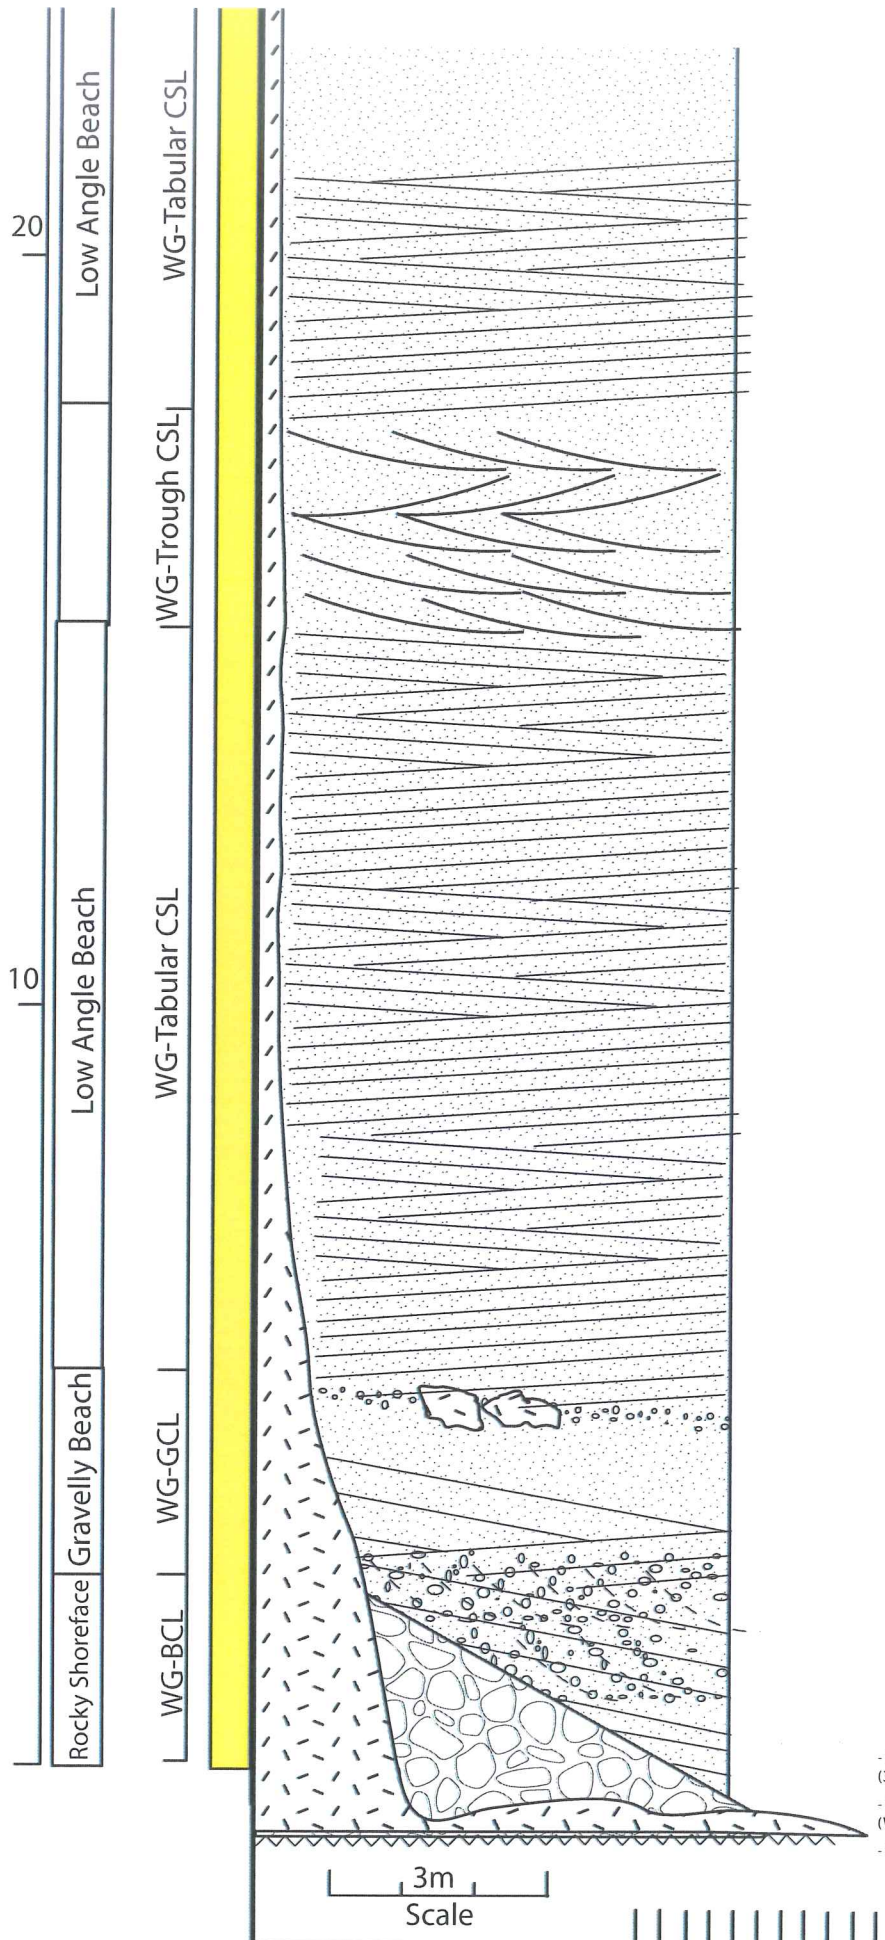 20
10
Low Angle Beach
WG-Tabular CSL
WG-Trough CSL
Low Angle Beach
WG-Tabular CSL
Gravelly Beach
WG-GCL
Rocky Shoreface
WG-BCL
3m
Scale